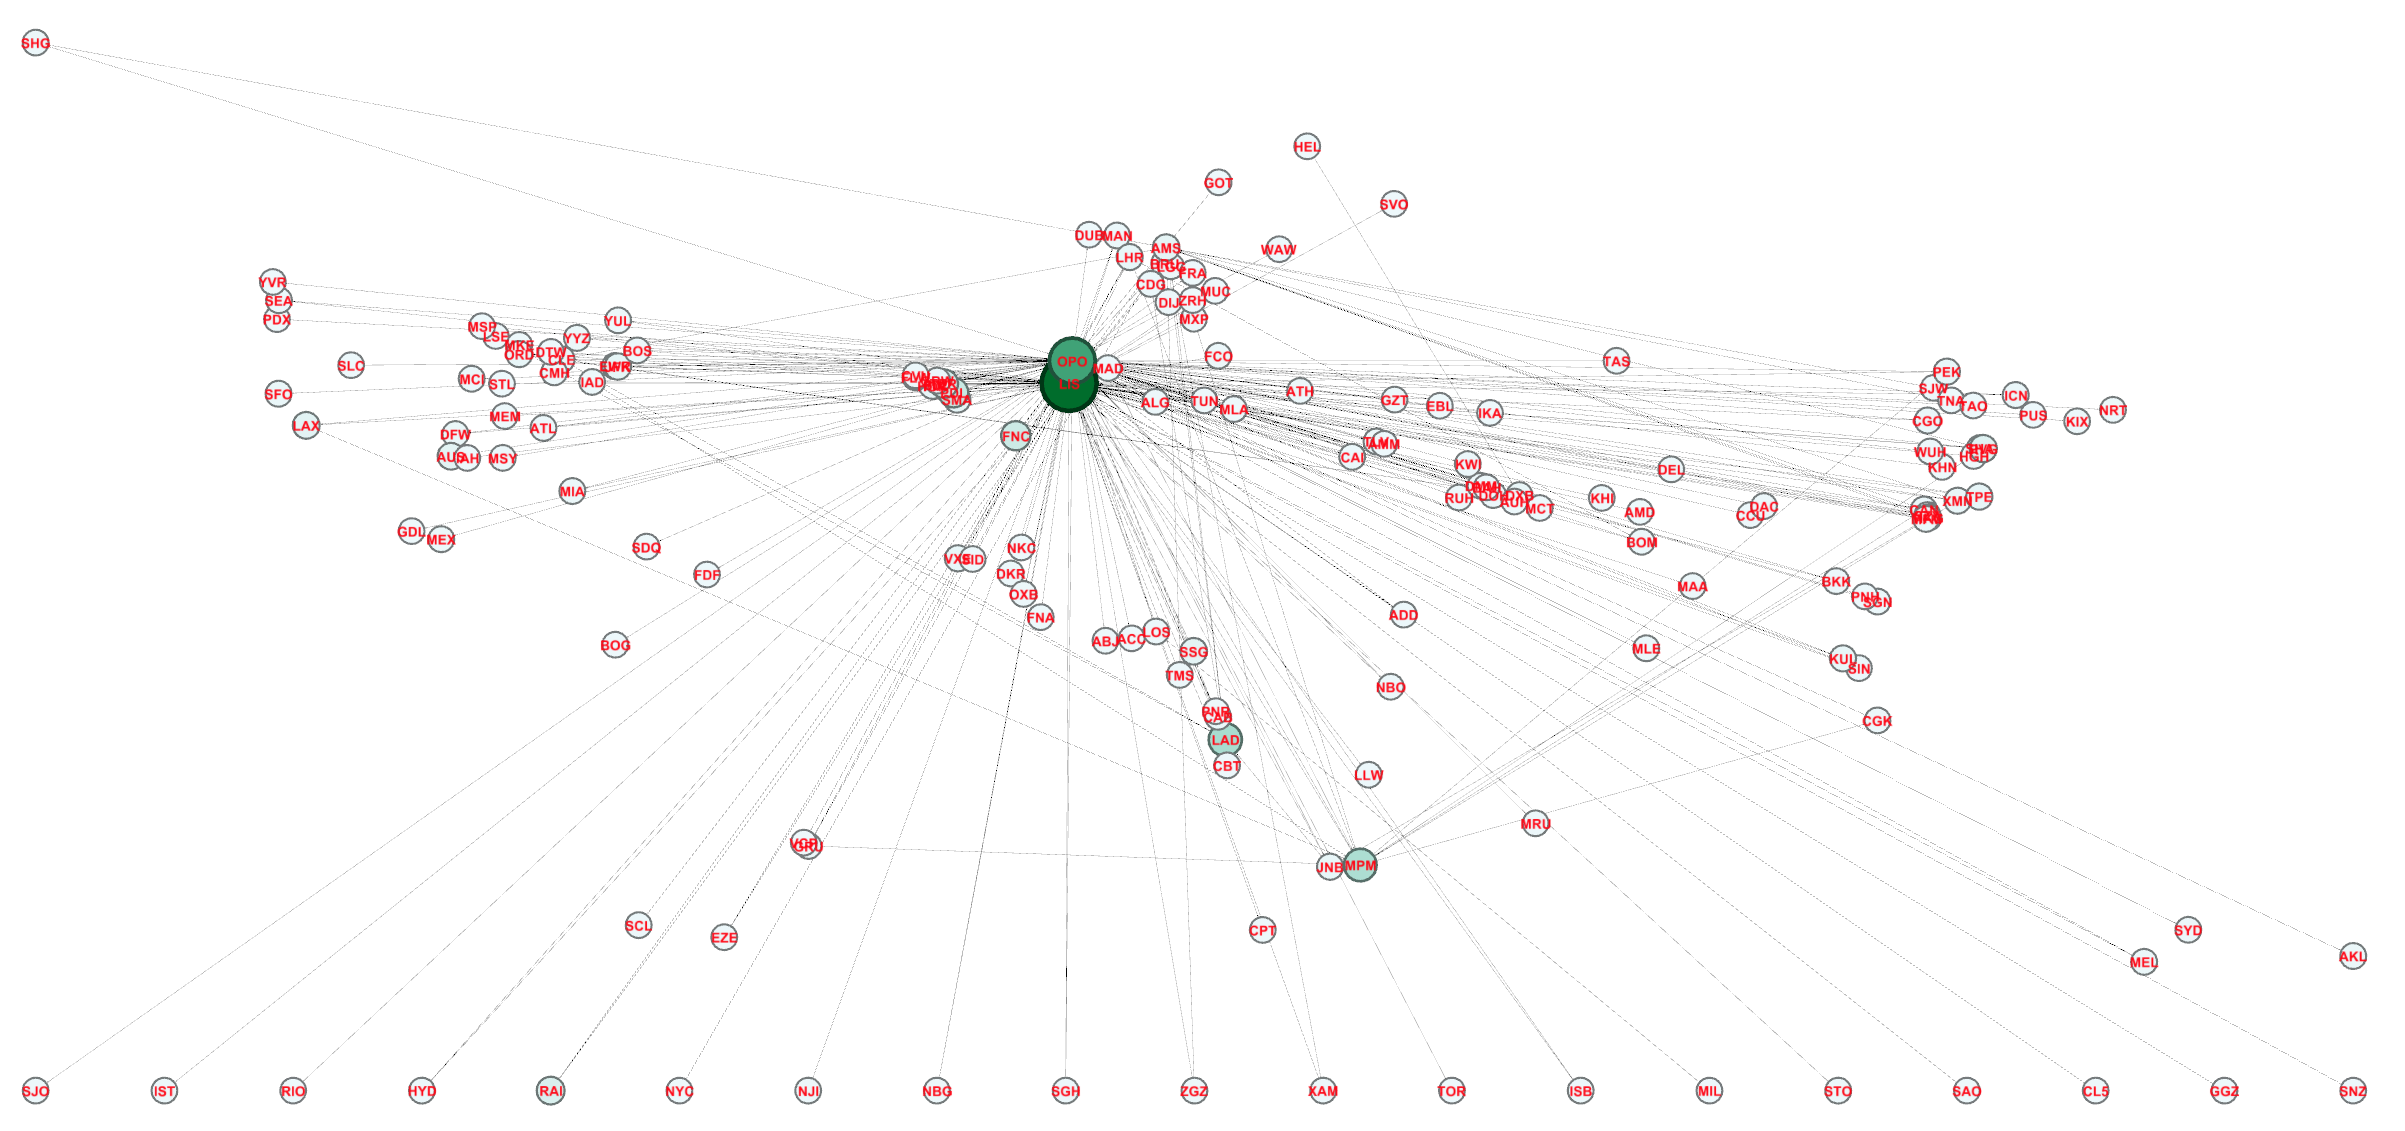 SHG
HEL
GOT
SVO
DUB
MAN
AMS
WAW
LHR
LGG
FRA
CDG
MUC
ZRH
DIJ
MXP
YVR
SEA
PDX
YUL
MSP
LSE
YYZ
MKE
ORD
DTW
CLE
BOS
SLC
CMH
EWR
MCI
STL
IAD
SFO
MEM
LAX
ATL
DFW
AUS
IAH
MSY
MIA
GDL
MEX
OPO
LIS
MAD
FCO
TAS
SMA
FNC
ALG
TUN
MLA
ATH
GZT
EBL
IKA
PEK
SJW
TNA
TAO
ICN
PUS
NRT
KIX
CGO
WUH
HGH
KHN
TLV
AMM
CAI
KWI
DEL
RUH
DXB
AUH
MCT
KHI
AMD
BOM
CCU
DAC
XMN
TPE
CAN
SDQ
FDF
VXE
SID
NKC
DKR
OXB
FNA
MAA
BKK
PNH
SGN
ADD
BOG
ABJ
ACC
LOS
SSG
TMS
MLE
KUL
SIN
NBO
PNR
CAB
LAD
CBT
CGK
LLW
MRU
VCP
GRU
JNB
MPM
SCL
EZE
CPT
SYD
MEL
AKL
SJO
IST
RIO
HYD
RAI
NYC
NJI
NBG
SGH
ZGZ
XAM
TOR
ISB
MIL
STO
SAO
CL5
GGZ
SNZ